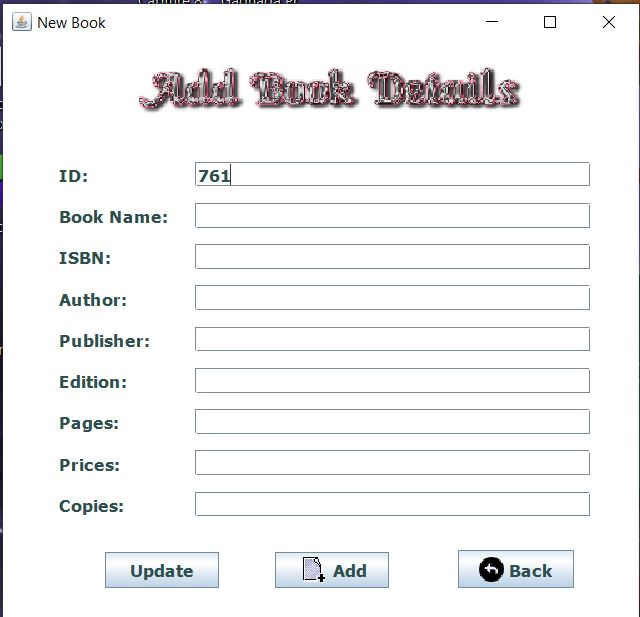 New Book
Add Book Details
ID: 761
Book Name:
ISBN:
Author:
Publisher:
Edition:
Pages:
Prices:
Copies:
Update Add Back